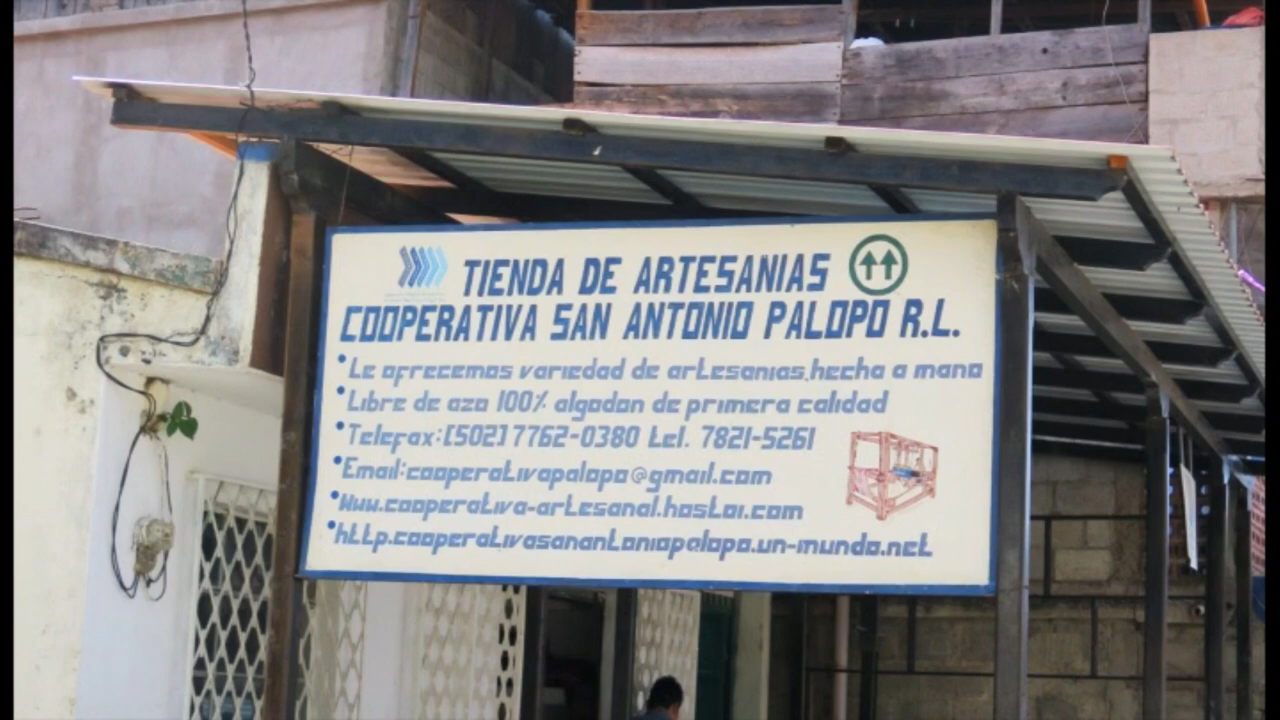 TIENDA DE ARTESANIAS
COOPERATIVA SAN ANTONIO PALOPO R.L.
•Le ofrecemos variedad de artesanias,hecha a mano
•Libre de azo 100% algodon de primera calidad
•Telefax:(502)7762-0380 tel. 7821-5261
•Email:cooperativapalopo@gmail.com
•Www.cooperativa-artesanal.hostoi.com
•http.cooperativasanantoniopalopo.un-mundo.net